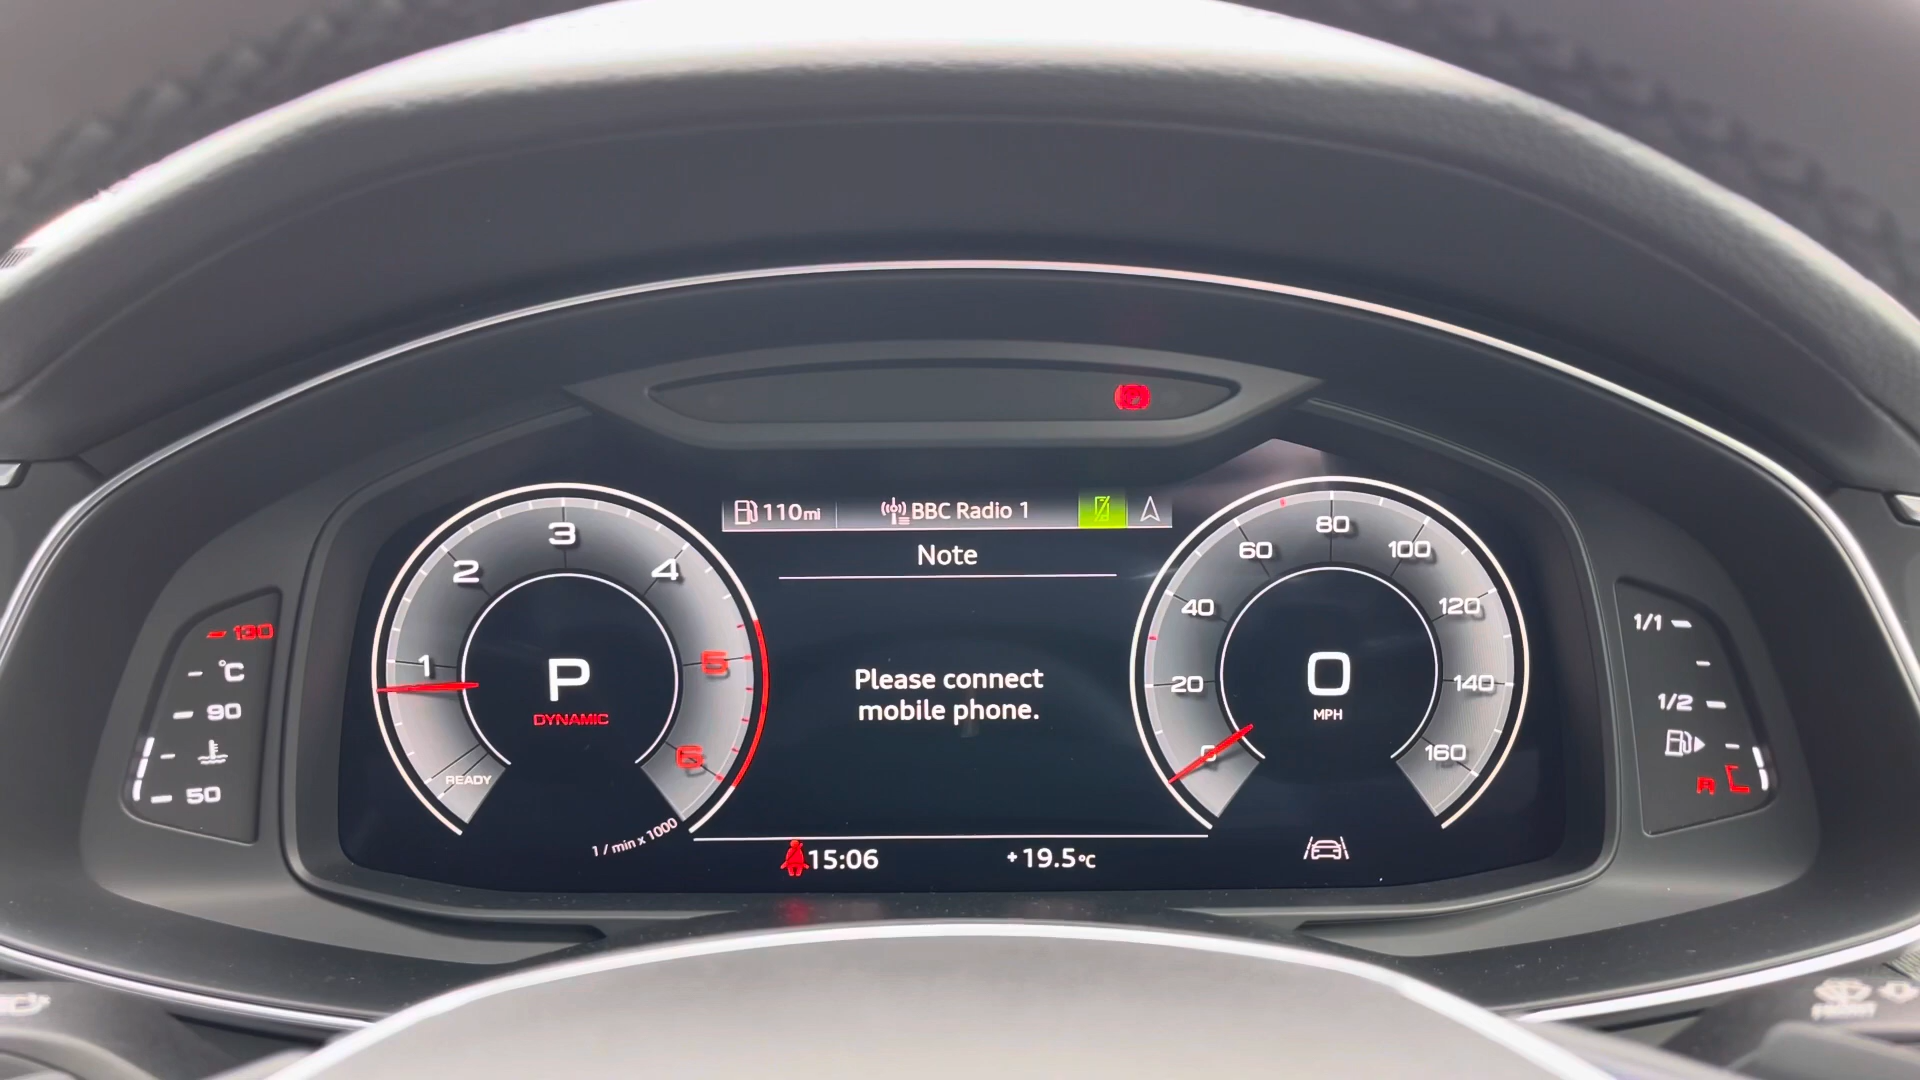 110mi
BBC Radio 1
Note
Please connect
mobile phone.
1
2
3
4
5
6
READY
P
DYNAMIC
1 / min x 1000
0
20
40
60
80
100
120
140
160
0
MPH
130
°C
90
50
1/1
1/2
R
15:06
+19.5°C